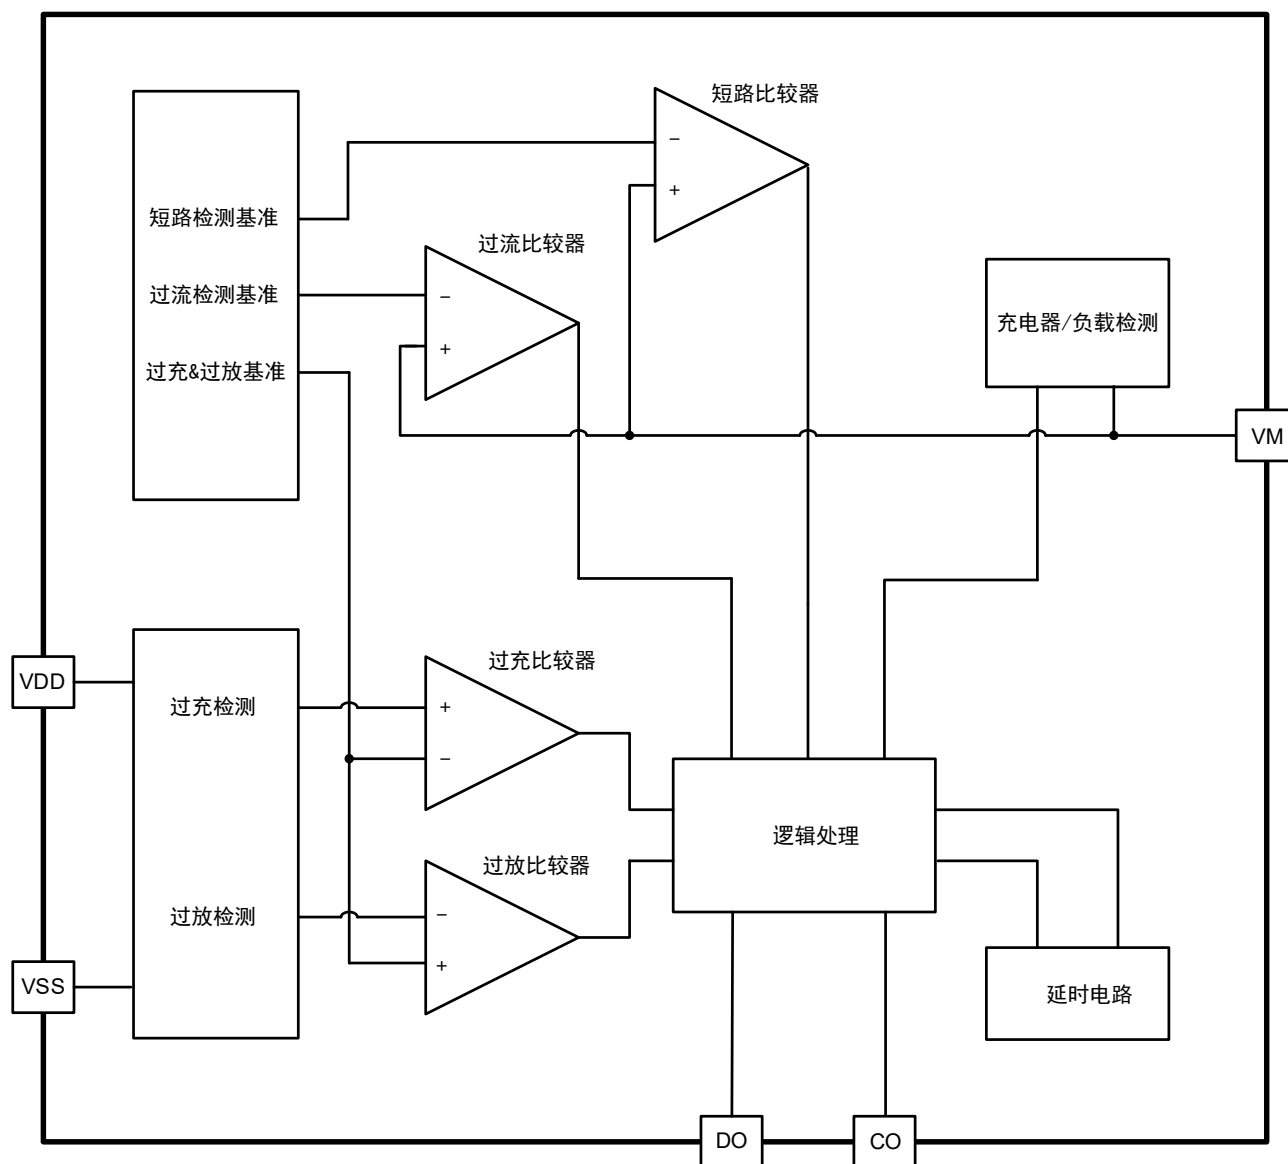 短路比较器
−
+
短路检测基准
过流比较器
过流检测基准
−
+
过充&过放基准
充电器/负载检测
VM
VDD
过充检测
过充比较器
+
−
逻辑处理
过放比较器
过放检测
−
+
VSS
延时电路
DO
CO